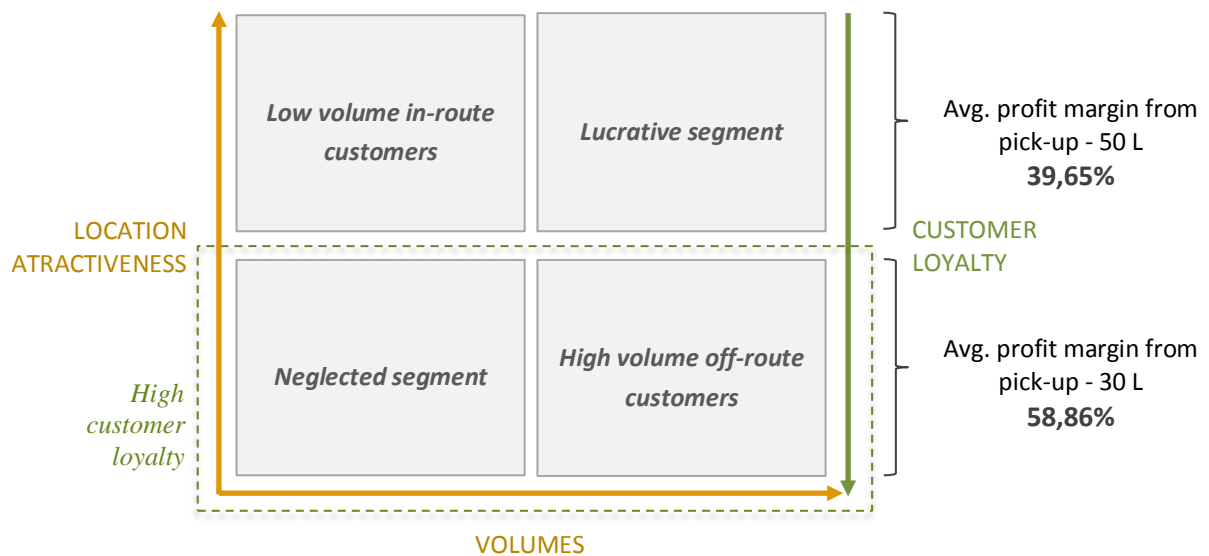 Low volume in-route
customers
Lucrative segment
Avg. profit margin from
pick-up - 50 L
39,65%
LOCATION
ATRACTIVENESS
CUSTOMER
LOYALTY
Neglected segment
High volume off-route
customers
Avg. profit margin from
pick-up - 30 L
58,86%
High
customer
loyalty
VOLUMES